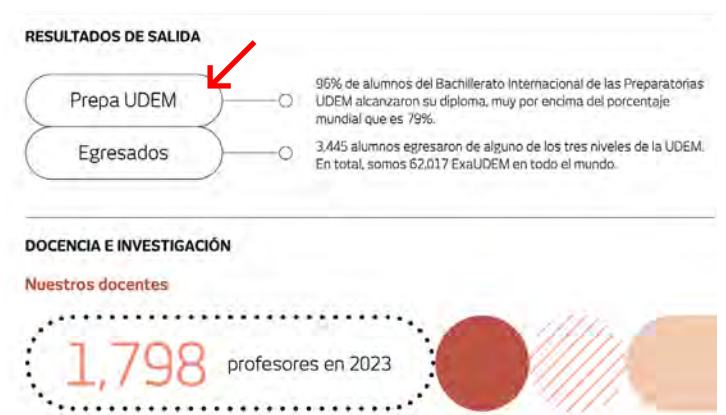 RESULTADOS DE SALIDA
Prepa UDEM
96% de alumnos del Bachillerato Internacional de las Preparatorias
UDEM alcanzaron su diploma, muy por encima del porcentaje
mundial que es 79%.
Egresados
3,445 alumnos egresaron de alguno de los tres niveles de la UDEM.
En total, somos 62,017 ExaUDEM en todo el mundo.
DOCENCIA E INVESTIGACIÓN
Nuestros docentes
1,798 profesores en 2023